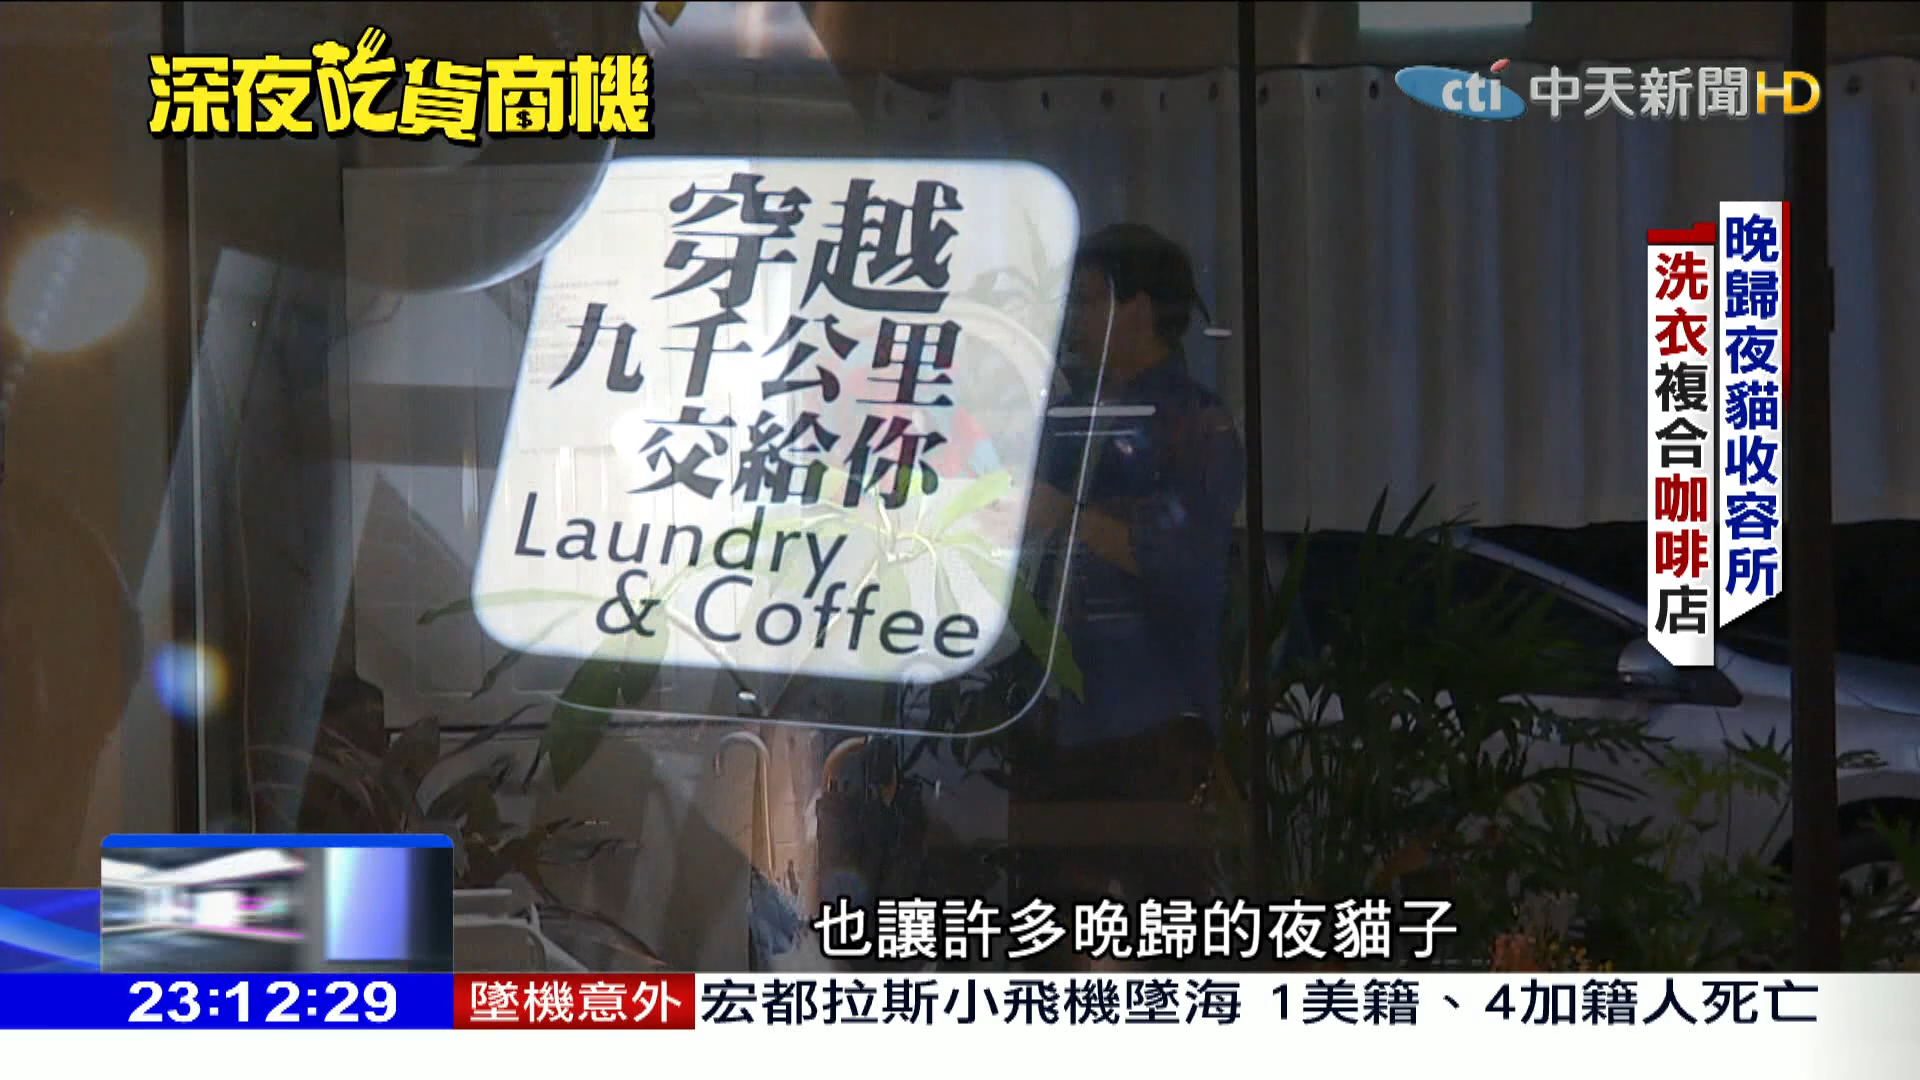 深夜吃貨商機
cti 中天新聞HD
穿越
九千公里
交給你
Laundry
& Coffee
晚歸夜貓收容所
洗衣複合咖啡店
也讓許多晚歸的夜貓子
23:12:29
墜機意外
宏都拉斯小飛機墜海 1美籍、4加籍人死亡